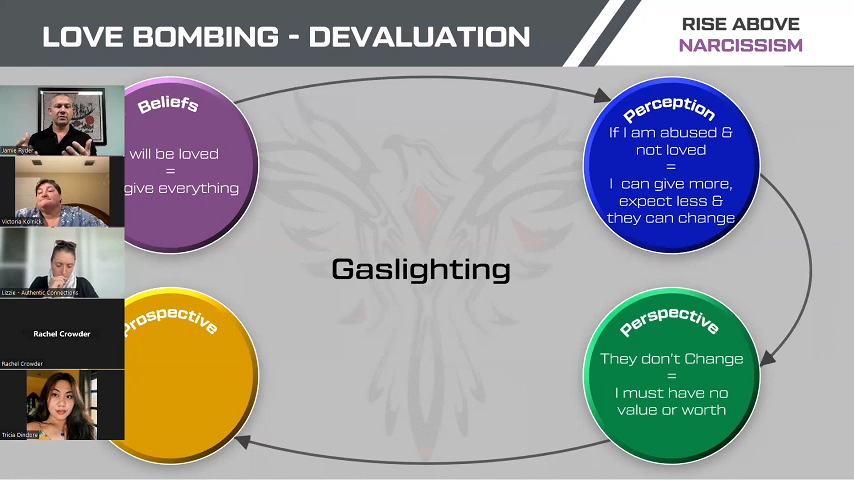 LOVE BOMBING - DEVALUATION
RISE ABOVE
NARCISSISM
Beliefs
will be loved
=
give everything
Perception
If I am abused &
not loved
=
I can give more,
expect less &
they can change
Gaslighting
Prospective
Perspective
They don't Change
=
I must have no
value or worth
Jamie Ryder
Victoria Kolnick
Lizzie - Authentic Connections
Rachel Crowder
Rachel Crowder
Tricia Dindore